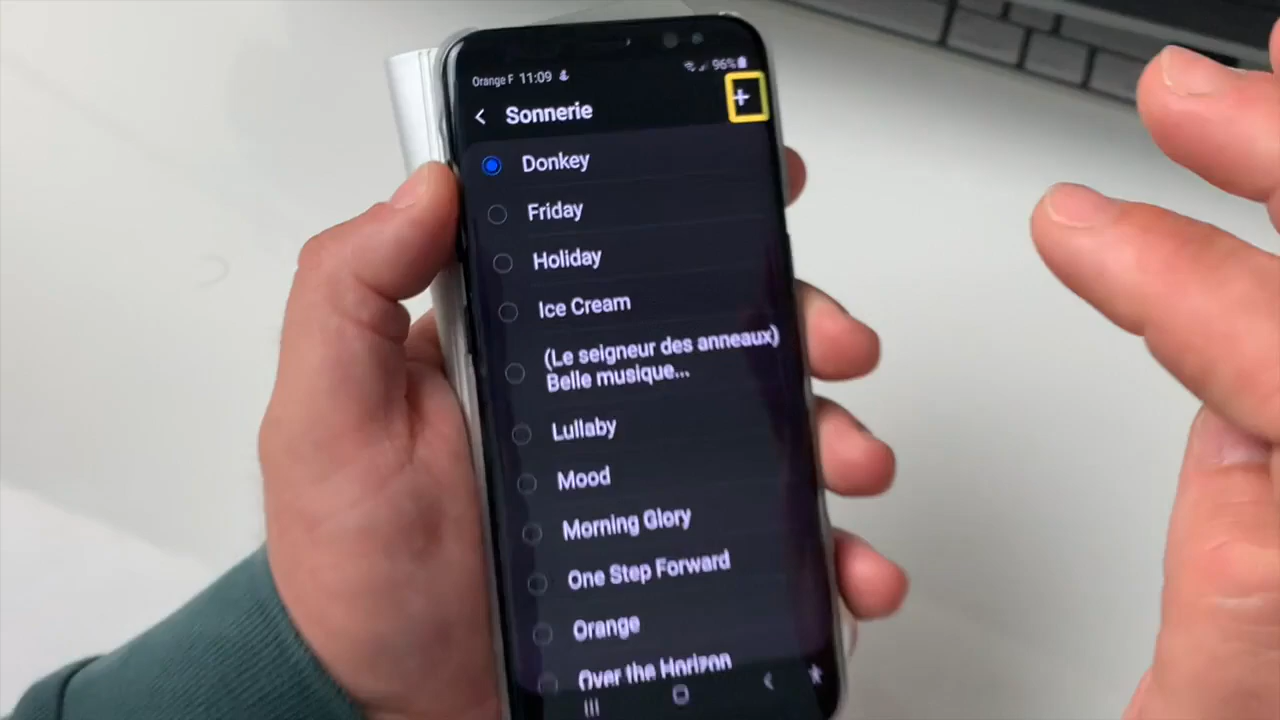 Orange F 11:09 96%
Sonnerie +
Donkey
Friday
Holiday
Ice Cream
(Le seigneur des anneaux)
Belle musique...
Lullaby
Mood
Morning Glory
One Step Forward
Orange
Over the Horizon